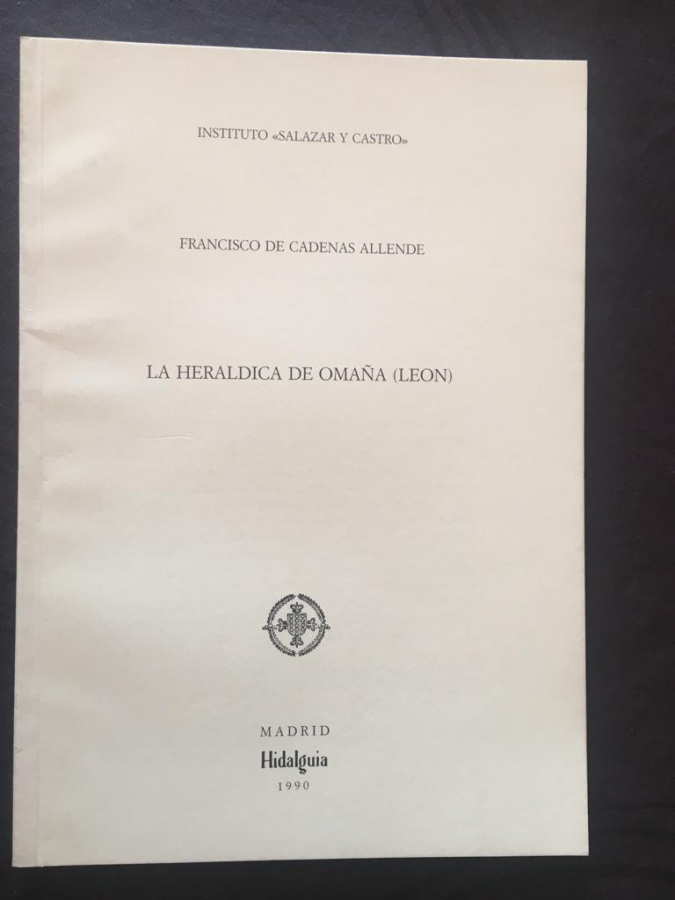 INSTITUTO «SALAZAR Y CASTRO»
FRANCISCO DE CADENAS ALLENDE
LA HERALDICA DE OMAÑA (LEON)
MADRID
Hidalguia
1990